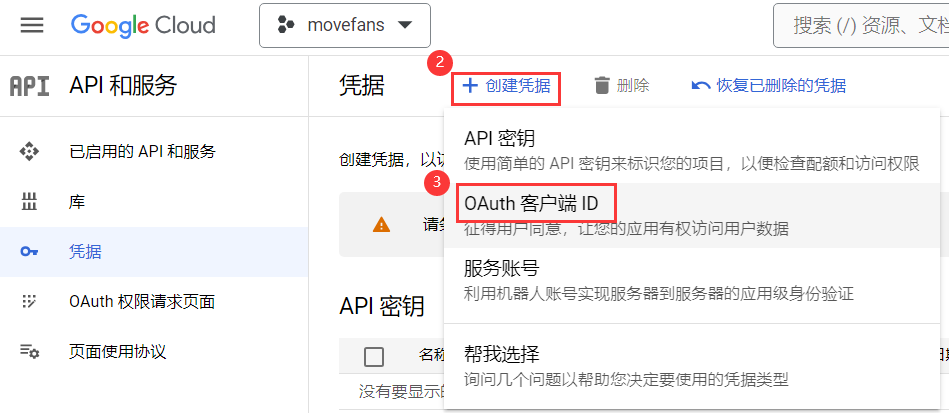 Google Cloud
movefans
搜索 (/) 资源、文档
API
API 和服务
凭据
2
+ 创建凭据
删除
恢复已删除的凭据
已启用的 API 和服务
库
凭据
OAuth 权限请求页面
页面使用协议
创建凭据，以访
请
API 密钥
名称
没有要显示的
API 密钥
使用简单的 API 密钥来标识您的项目，以便检查配额和访问权限
3
OAuth 客户端 ID
征得用户同意，让您的应用有权访问用户数据
服务账号
利用机器人账号实现服务器到服务器的应用级身份验证
帮我选择
询问几个问题以帮助您决定要使用的凭据类型